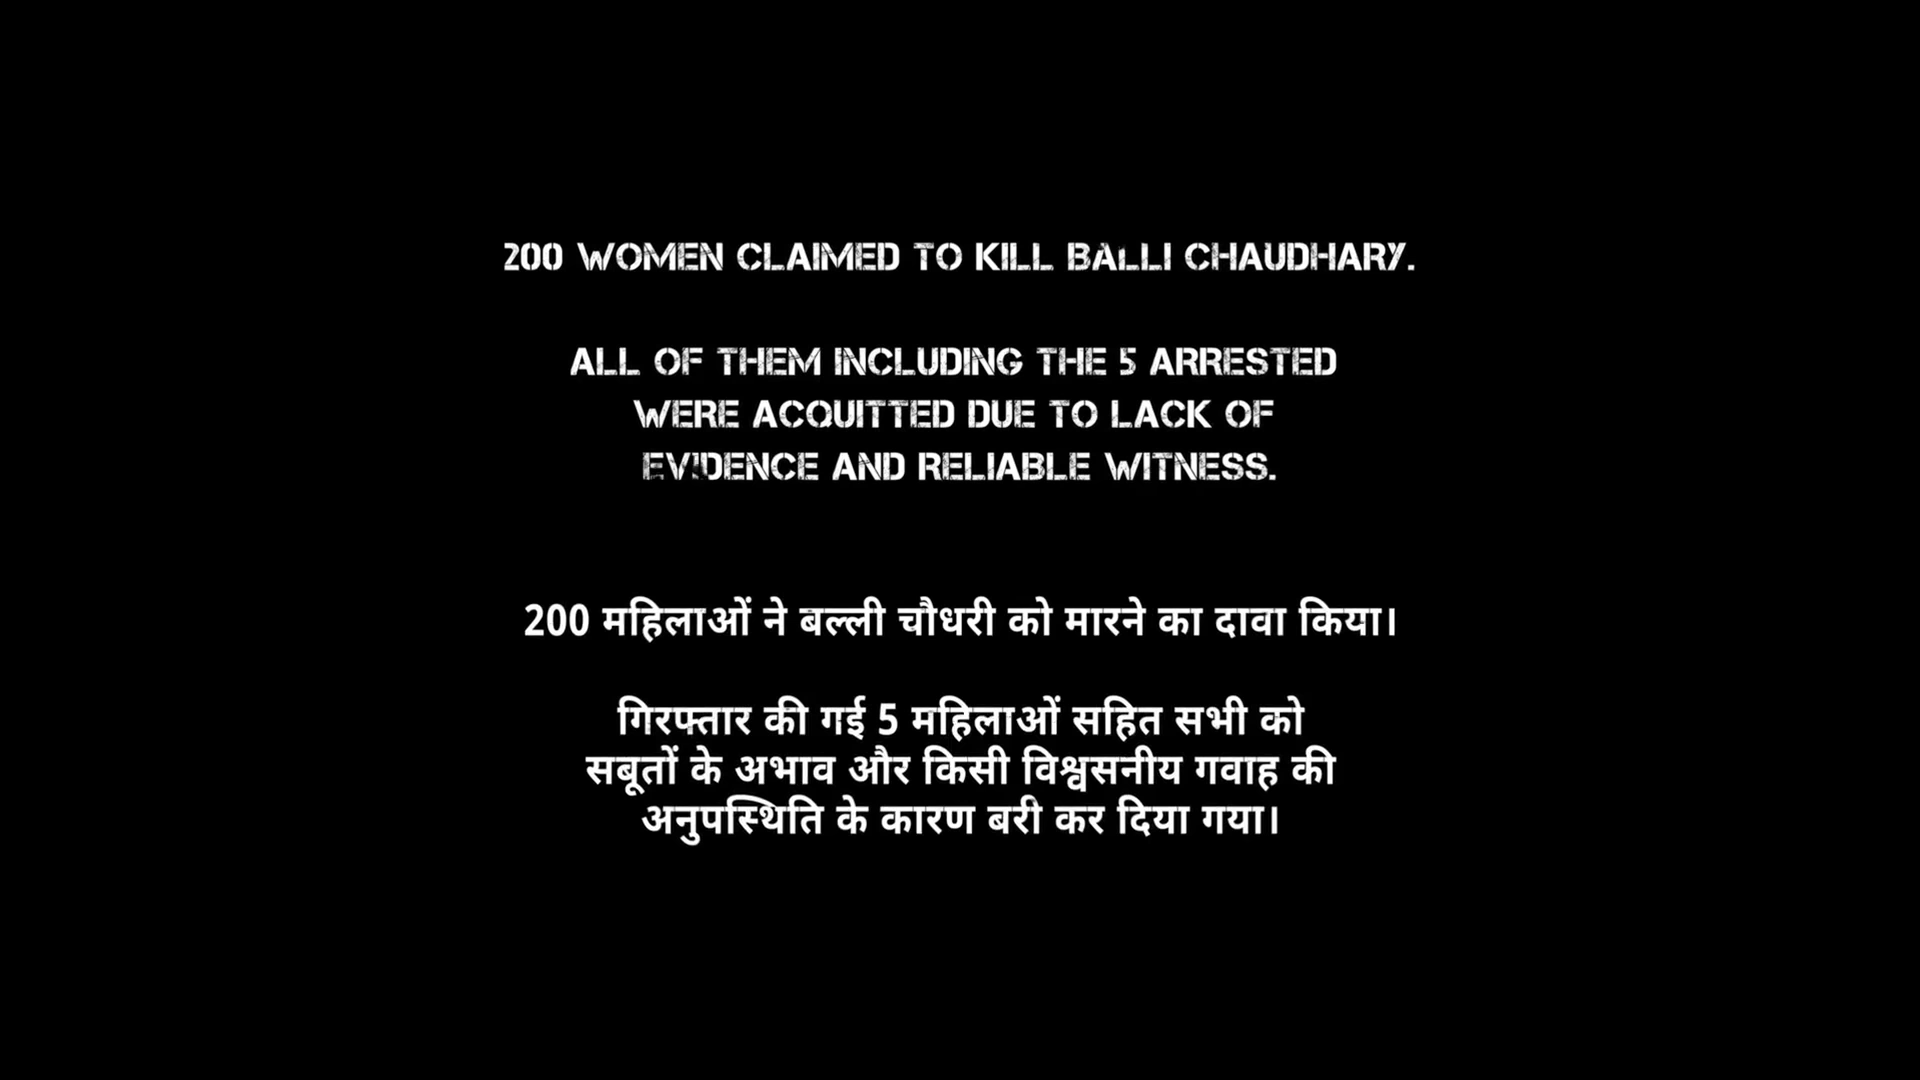 200 WOMEN CLAIMED TO KILL BALLI CHAUDHARY.
ALL OF THEM INCLUDING THE 5 ARRESTED
WERE ACQUITTED DUE TO LACK OF
EVIDENCE AND RELIABLE WITNESS.
200 महिलाओं ने बल्ली चौधरी को मारने का दावा किया।
गिरफ्तार की गई 5 महिलाओं सहित सभी को
सबूतों के अभाव और किसी विश्वसनीय गवाह की
अनुपस्थिति के कारण बरी कर दिया गया।